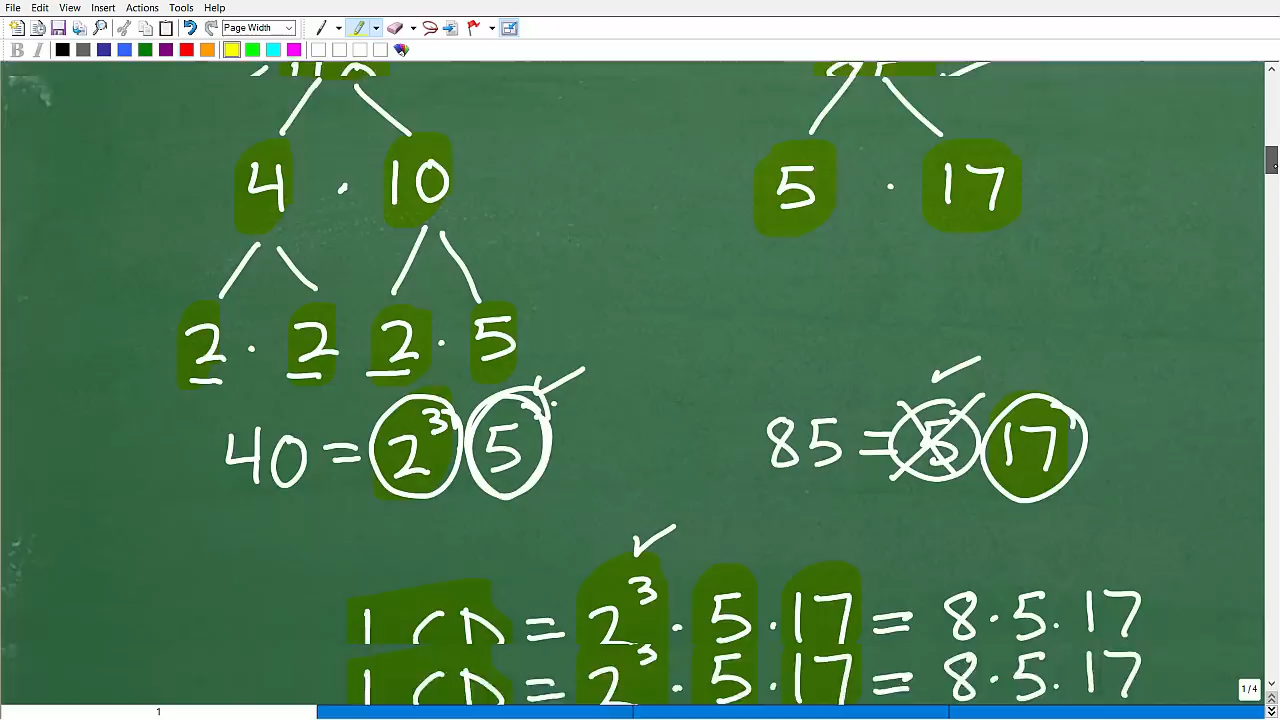 File Edit View Insert Actions Tools Help
Page Width
B I
4 · 10
5 · 17
2 · 2 2 · 5
40 = 2³ 5
85 = 5 17
LCD = 2³ · 5 · 17 = 8 · 5 · 17
LCD = 2³ · 5 · 17 = 8 · 5 · 17
1/4
1